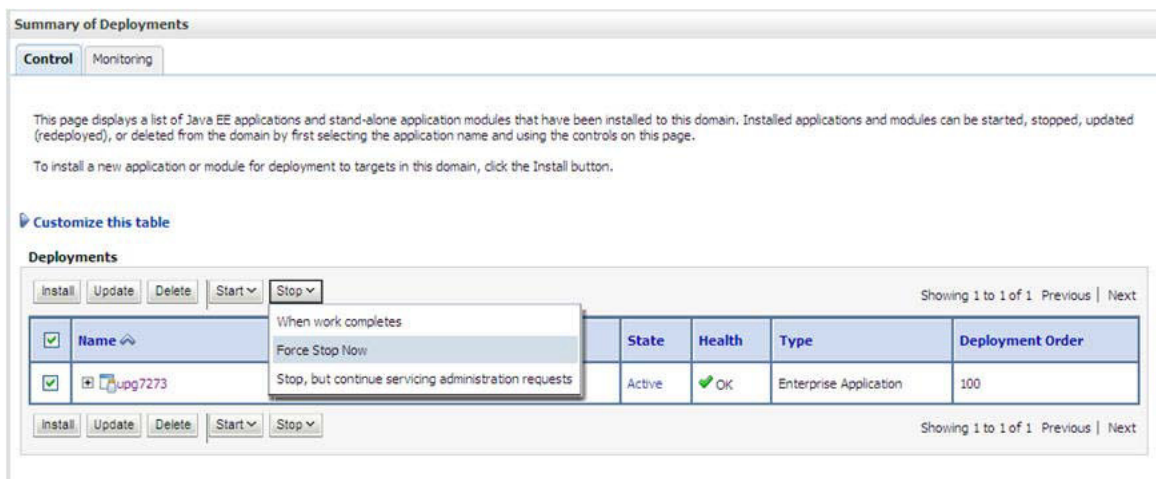 Summary of Deployments
Control Monitoring
This page displays a list of Java EE applications and stand-alone application modules that have been installed to this domain. Installed applications and modules can be started, stopped, updated
(redeployed), or deleted from the domain by first selecting the application name and using the controls on this page.
To install a new application or module for deployment to targets in this domain, click the Install button.
Customize this table
Deployments
Install Update Delete Start Stop Showing 1 to 1 of 1 Previous | Next
When work completes
Name State Health Type Deployment Order
Force Stop Now
Stop, but continue servicing administration requests
upg7273 Active OK Enterprise Application 100
Install Update Delete Start Stop Showing 1 to 1 of 1 Previous | Next